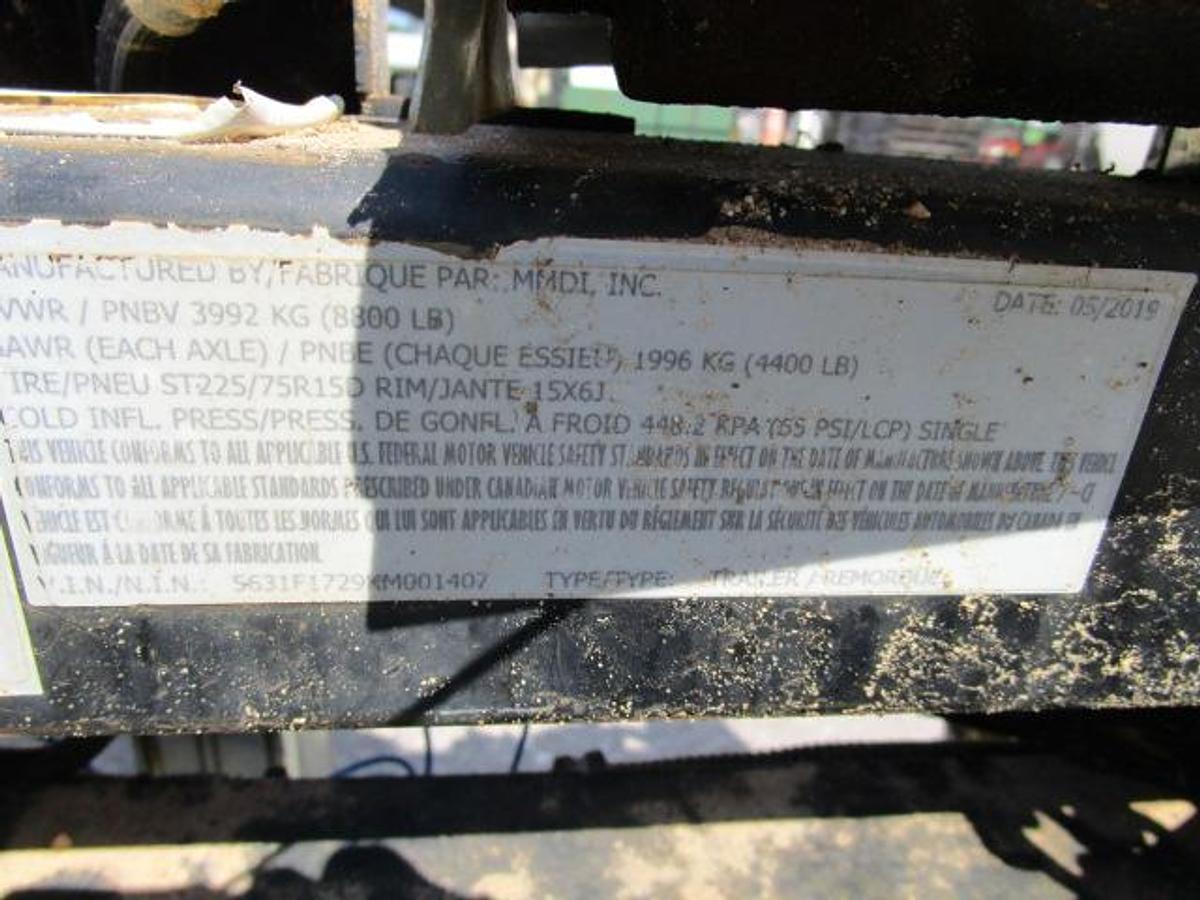 ANUFACTURED BY/FABRIQUE PAR: MMDI, INC.
DATE: 05/2019
VWR / PNBV 3992 KG (8800 LB)
GAWR (EACH AXLE) / PNBE (CHAQUE ESSIEU) 1996 KG (4400 LB)
TIRE/PNEU ST225/75R15D RIM/JANTE 15X6J
COLD INFL. PRESS/PRESS. DE GONFL. À FROID 448.2 KPA (65 PSI/LCP) SINGLE
THIS VEHICLE CONFORMS TO ALL APPLICABLE U.S. FEDERAL MOTOR VEHICLE SAFETY STANDARDS IN EFFECT ON THE DATE OF MANUFACTURE SHOWN ABOVE. THIS VEHICLE
CONFORMS TO ALL APPLICABLE STANDARDS PRESCRIBED UNDER CANADIAN MOTOR VEHICLE SAFETY REGULATIONS IN EFFECT ON THE DATE OF MANUFACTURE/-CE
VÉHICLE EST CONFORME À TOUTES LES NORMES QUI LUI SONT APPLICABLES EN VERTU DU RÉGLEMENT SUR LA SÉCURITÉ DES VÉHICULES AUTOMOBILES DU CANADA EN
VIGUEUR À LA DATE DE SA FABRICATION.
V.I.N./N.I.N.: TYPE/TYPE: TRAILER / REMORQUE